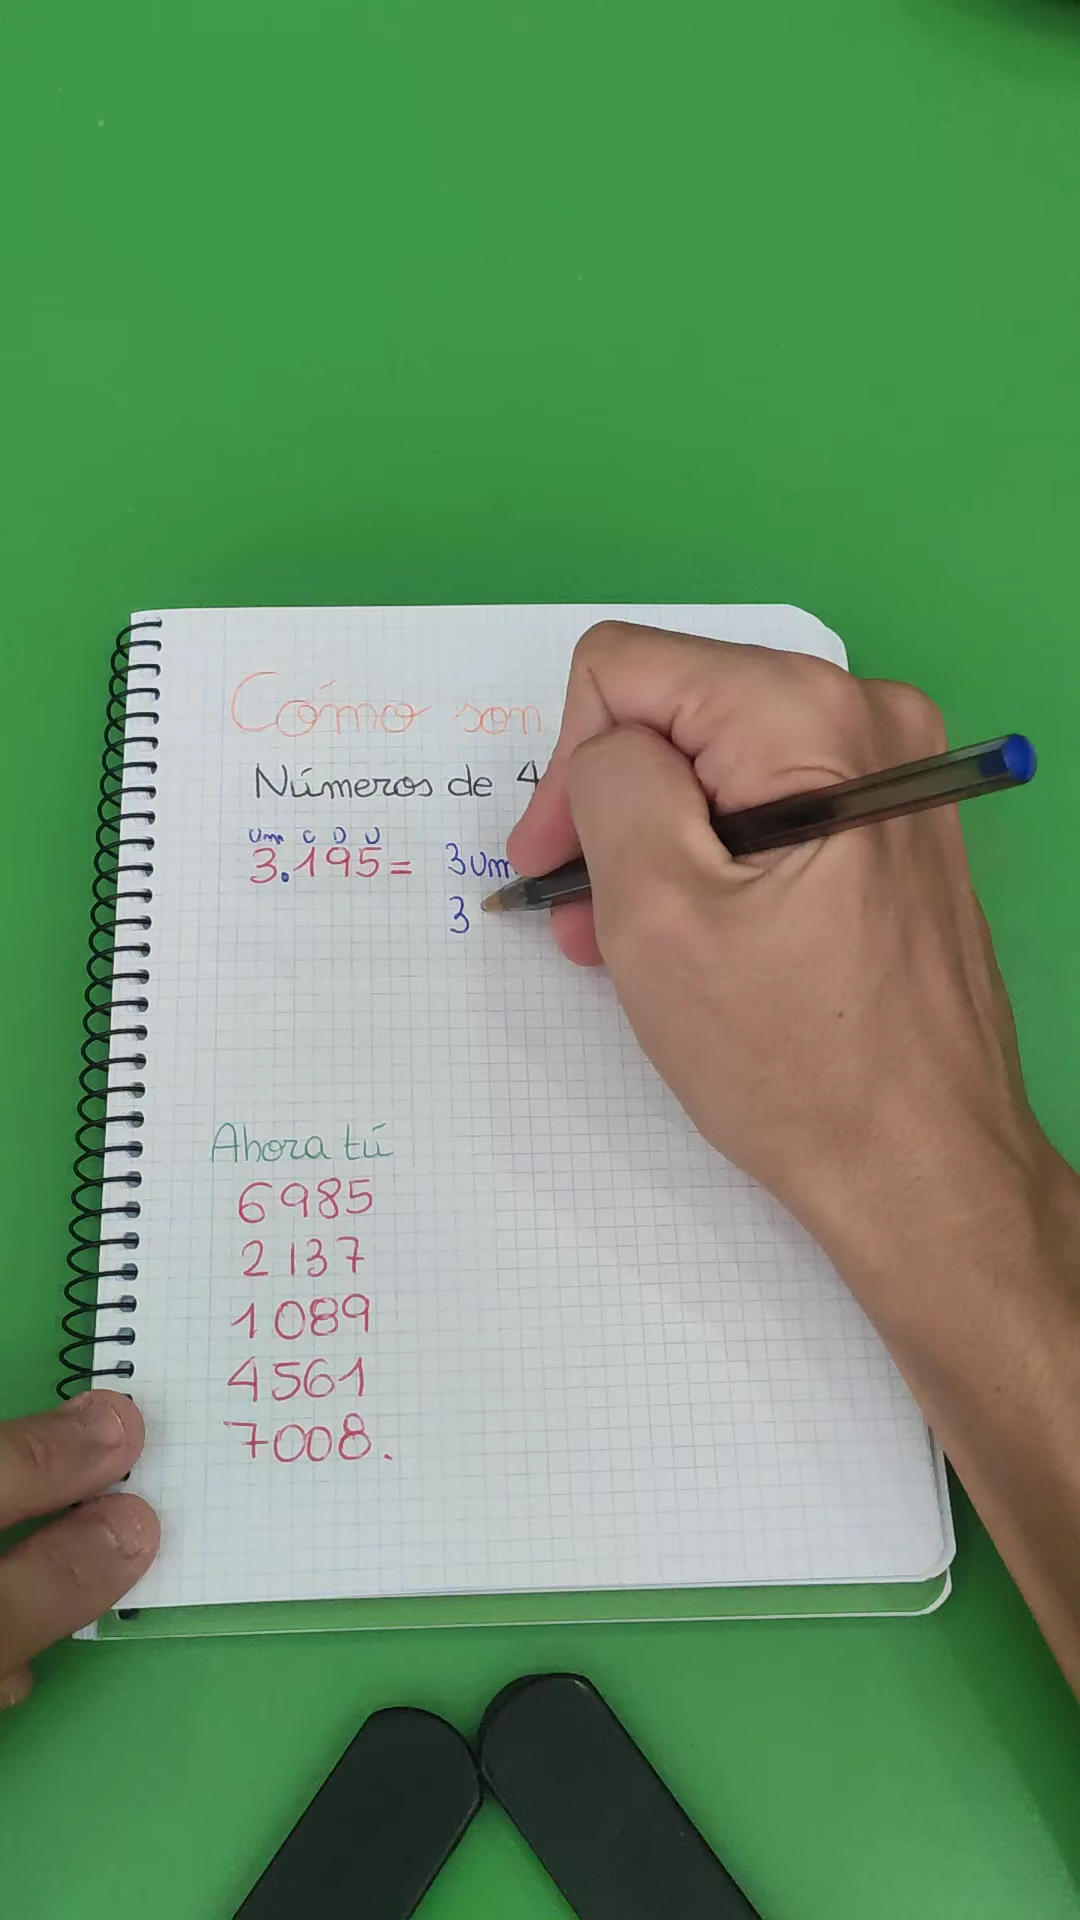 Cómo son
Números de 4
Um C D U
3.195 = 3Um
3
Ahora tú
6985
2137
1089
4561
7008.